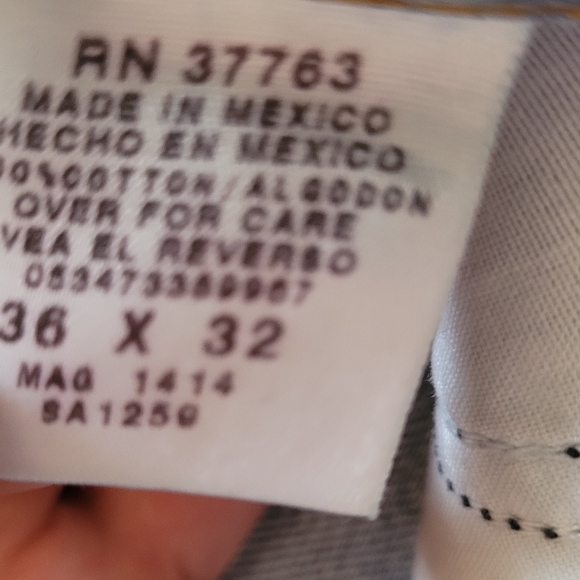 RN 37763
MADE IN MEXICO
HECHO EN MEXICO
00%COTTON/ALGODON
OVER FOR CARE
VEA EL REVERSO
36 X 32
MAG 1414
SA1259